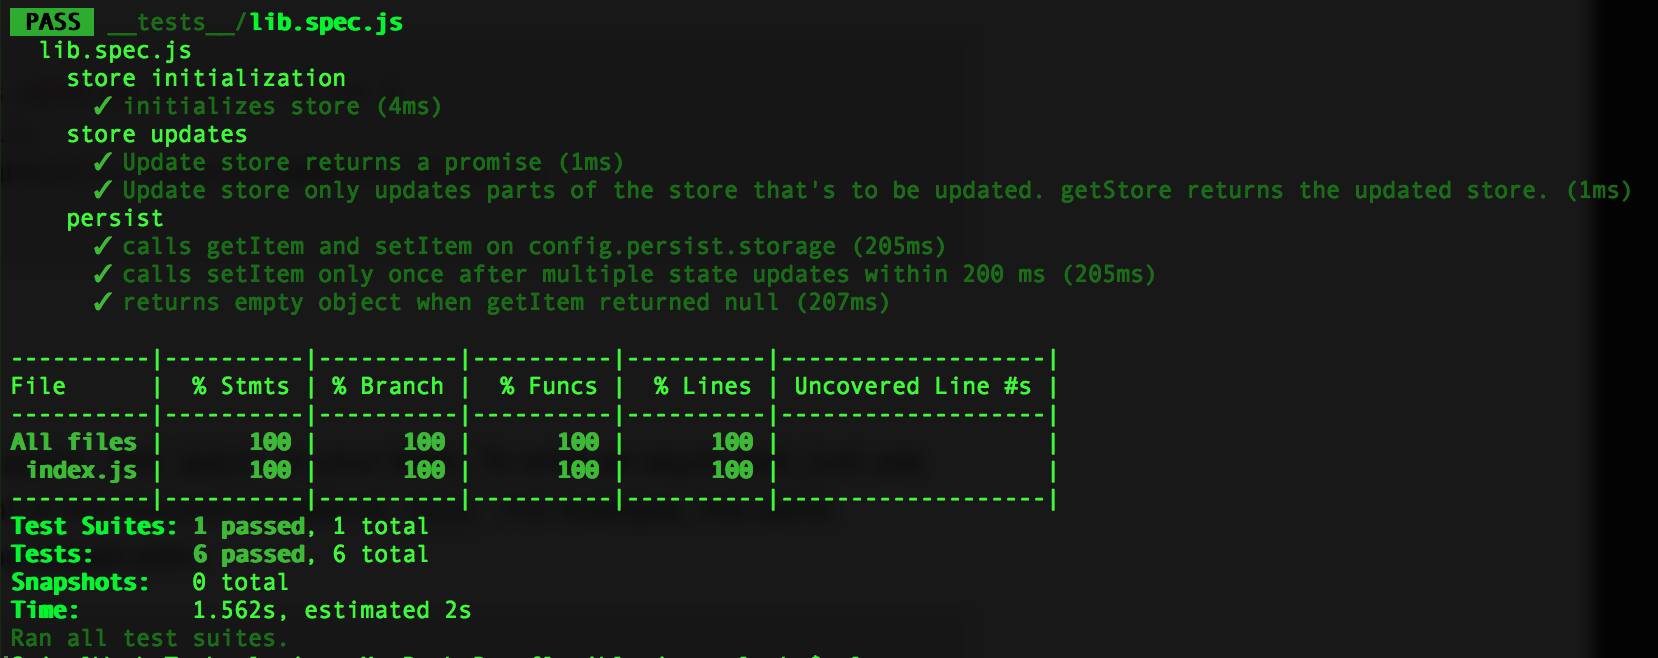 PASS __tests__/lib.spec.js
lib.spec.js
store initialization
✓ initializes store (4ms)
store updates
✓ Update store returns a promise (1ms)
✓ Update store only updates parts of the store that's to be updated. getStore returns the updated store. (1ms)
persist
✓ calls getItem and setItem on config.persist.storage (205ms)
✓ calls setItem only once after multiple state updates within 200 ms (205ms)
✓ returns empty object when getItem returned null (207ms)
----------|----------|----------|----------|----------|-------------------|
File      |  % Stmts | % Branch |  % Funcs |  % Lines | Uncovered Line #s |
----------|----------|----------|----------|----------|-------------------|
All files |      100 |      100 |      100 |      100 |                   |
 index.js |      100 |      100 |      100 |      100 |                   |
----------|----------|----------|----------|----------|-------------------|
Test Suites: 1 passed, 1 total
Tests:       6 passed, 6 total
Snapshots:   0 total
Time:        1.562s, estimated 2s
Ran all test suites.